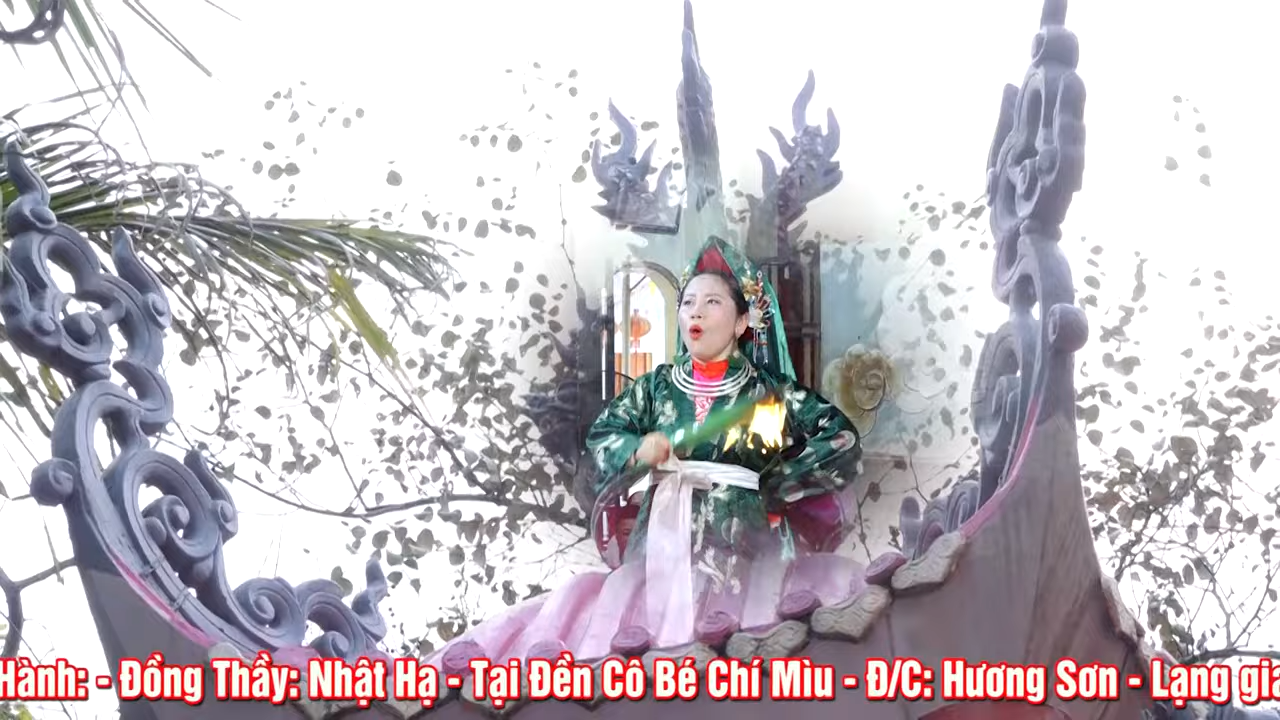 Hành: - Đồng Thầy: Nhật Hạ - Tại Đền Cô Bé Chí Mìu - Đ/C: Hương Sơn - Lạng gia